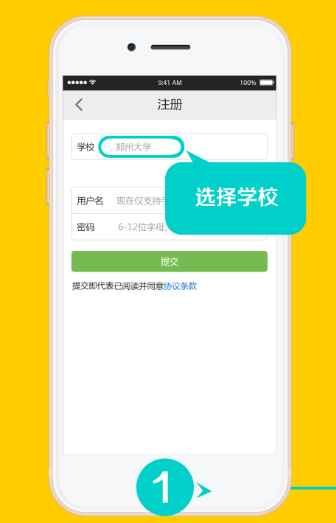 9:41 AM 100%
注册
学校 郑州大学
选择学校
用户名 现在仅支持
密码 6-12位字母
提交
提交即代表已阅读并同意协议条款
1